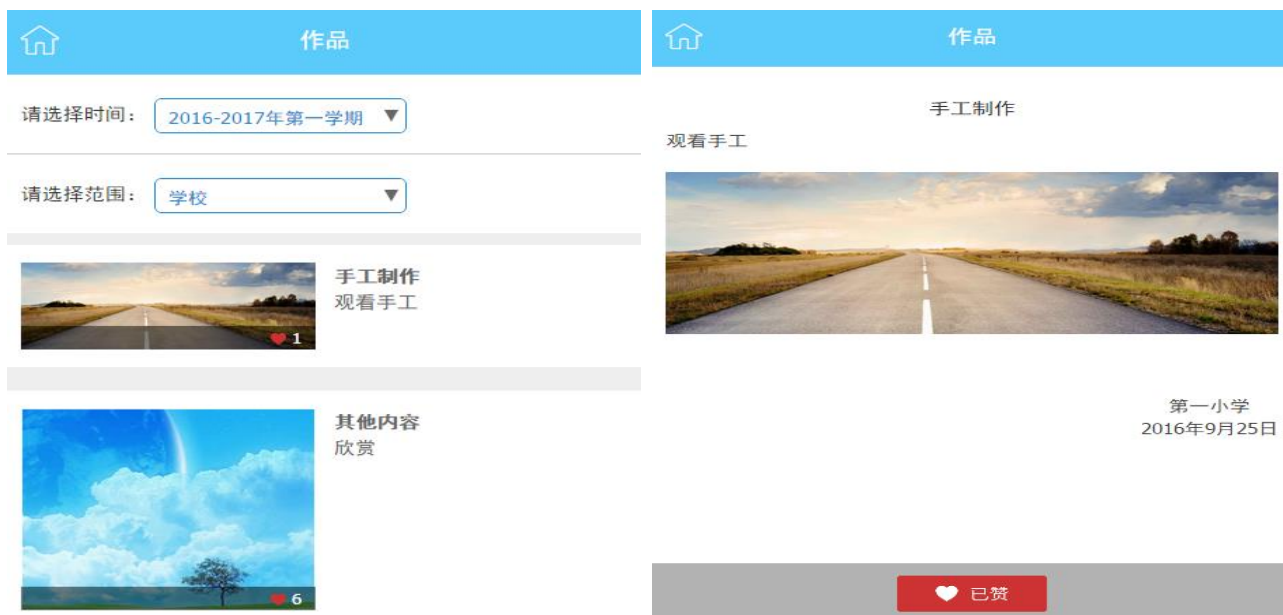 作品
请选择时间： 2016-2017年第一学期
请选择范围： 学校
手工制作
观看手工
1
其他内容
欣赏
6
作品
手工制作
观看手工
第一小学
2016年9月25日
已赞